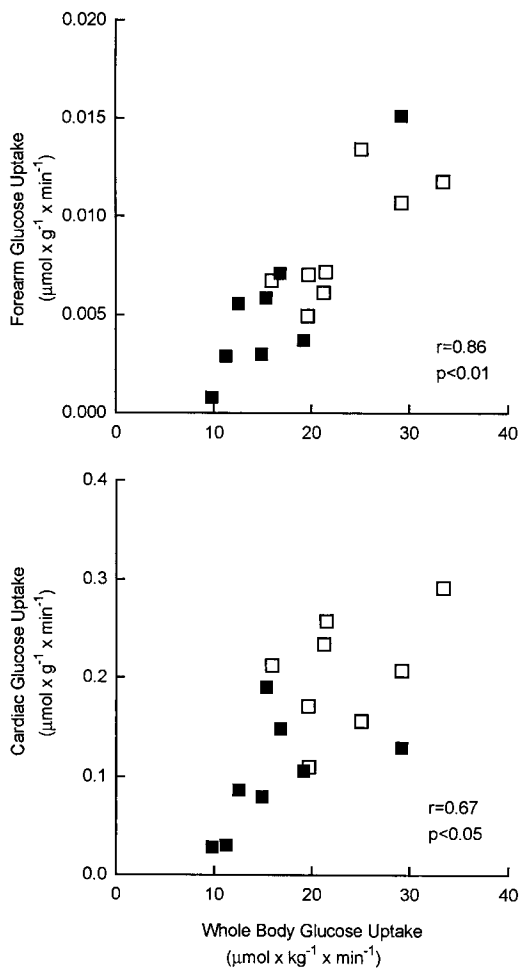 0.020
0.015
0.010
0.005
0.000
Forearm Glucose Uptake
(μmol x g⁻¹ x min⁻¹)
r=0.86
p<0.01
0 10 20 30 40
0.4
0.3
0.2
0.1
0.0
Cardiac Glucose Uptake
(μmol x g⁻¹ x min⁻¹)
r=0.67
p<0.05
0 10 20 30 40
Whole Body Glucose Uptake
(μmol x kg⁻¹ x min⁻¹)